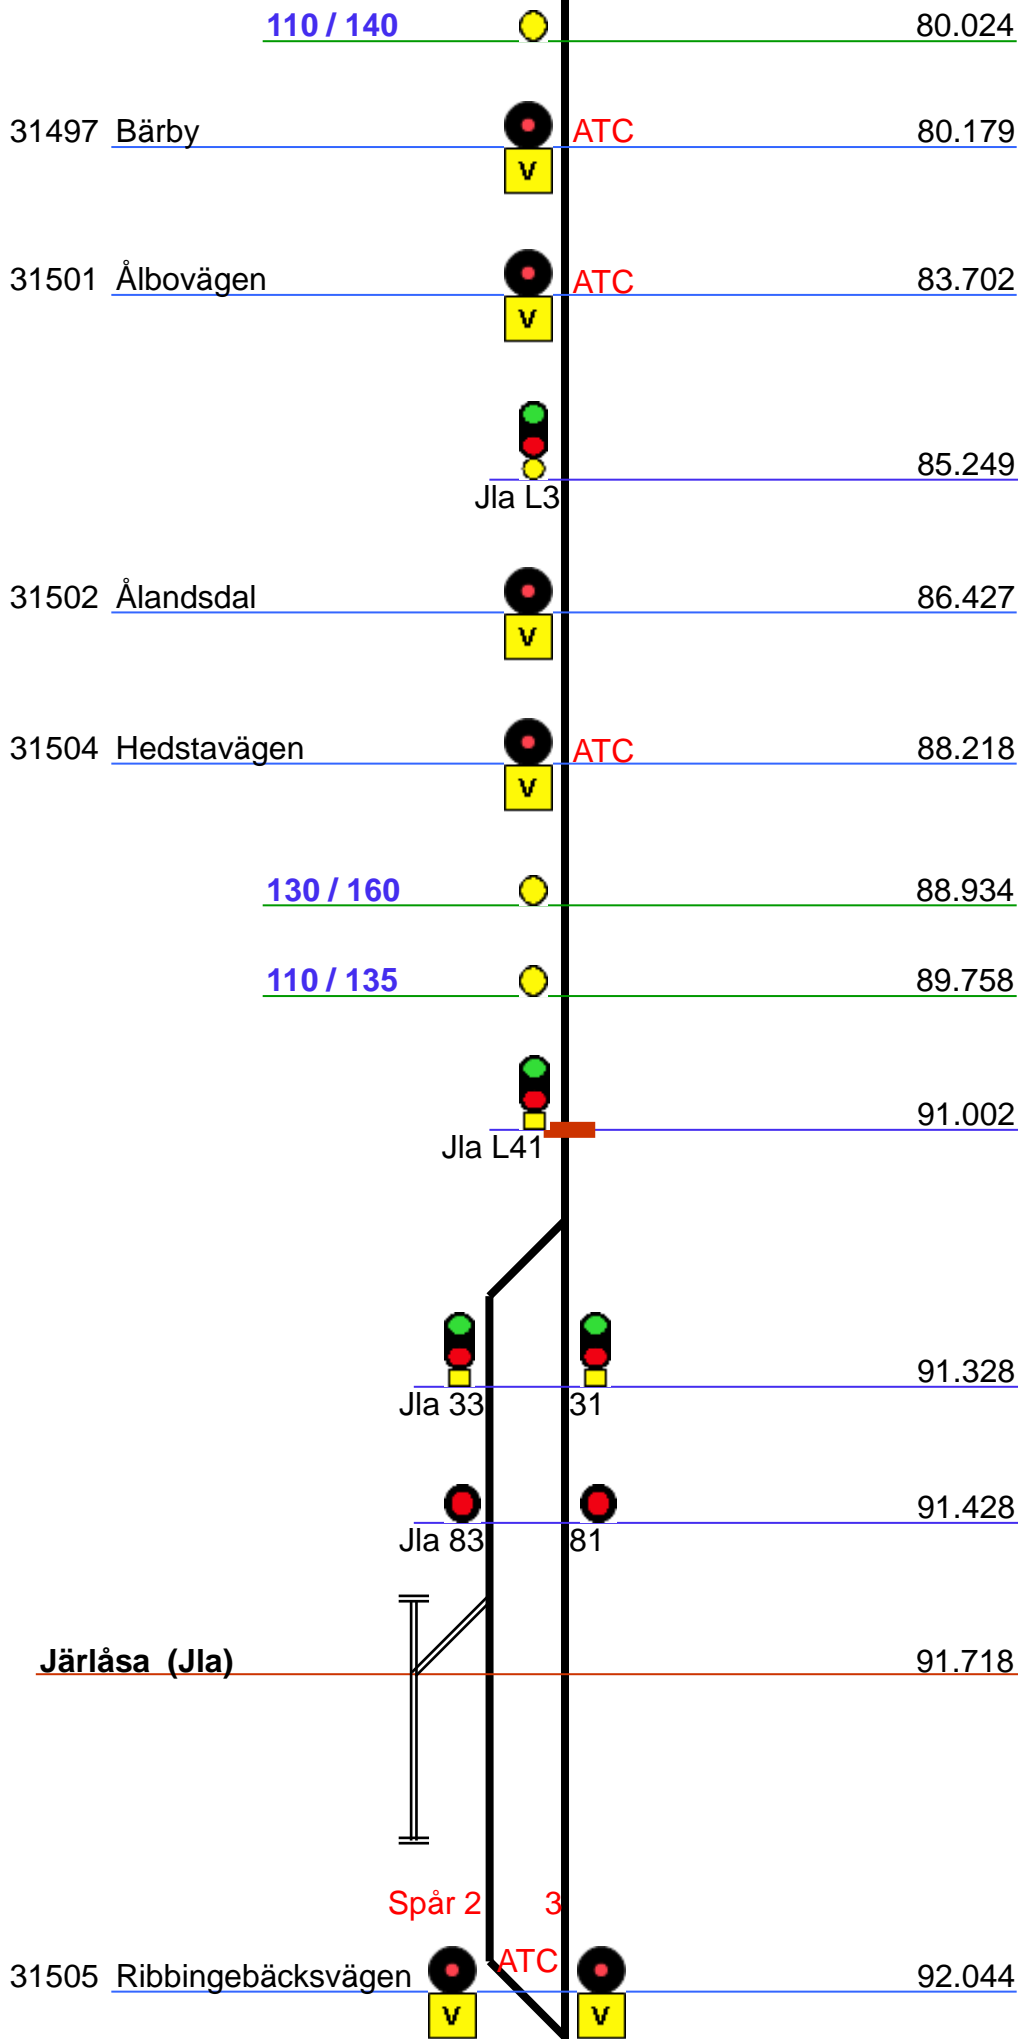 110 / 140 80.024
31497 Bärby ATC 80.179
V
31501 Ålbovägen ATC 83.702
V
85.249
Jla L3
31502 Ålandsdal 86.427
V
31504 Hedstavägen ATC 88.218
V
130 / 160 88.934
110 / 135 89.758
91.002
Jla L41
91.328
Jla 33 31
91.428
Jla 83 81
Järlåsa (Jla) 91.718
Spår 2 3
ATC
31505 Ribbingebäcksvägen 92.044
V V